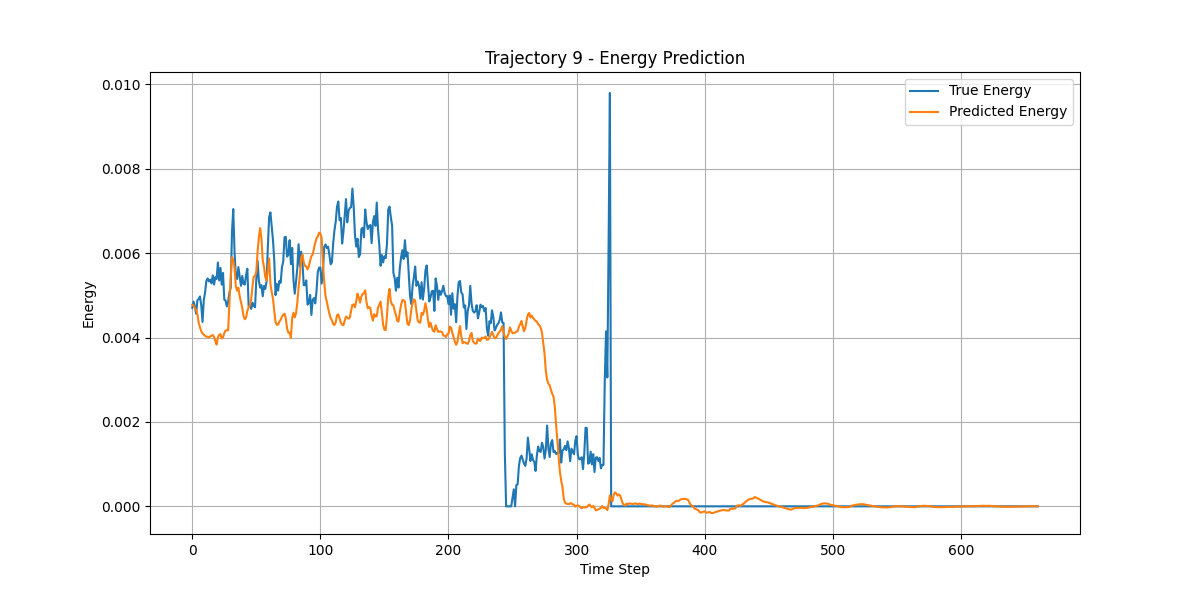 Trajectory 9 - Energy Prediction
True Energy
Predicted Energy
Energy
0.010
0.008
0.006
0.004
0.002
0.000
0 100 200 300 400 500 600
Time Step